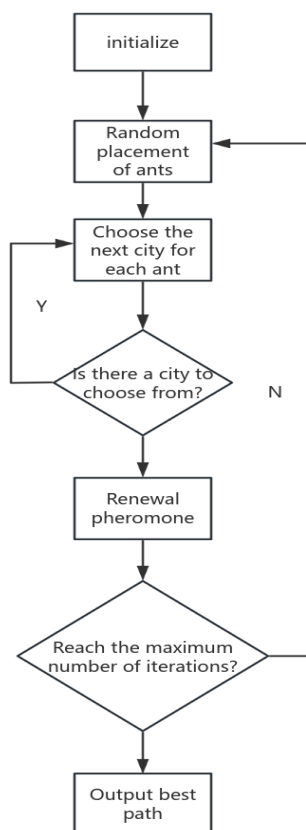 initialize
Random
placement
of ants
Choose the
next city for
each ant
Y
Is there a city to
choose from?
N
Renewal
pheromone
Reach the maximum
number of iterations?
Output best
path